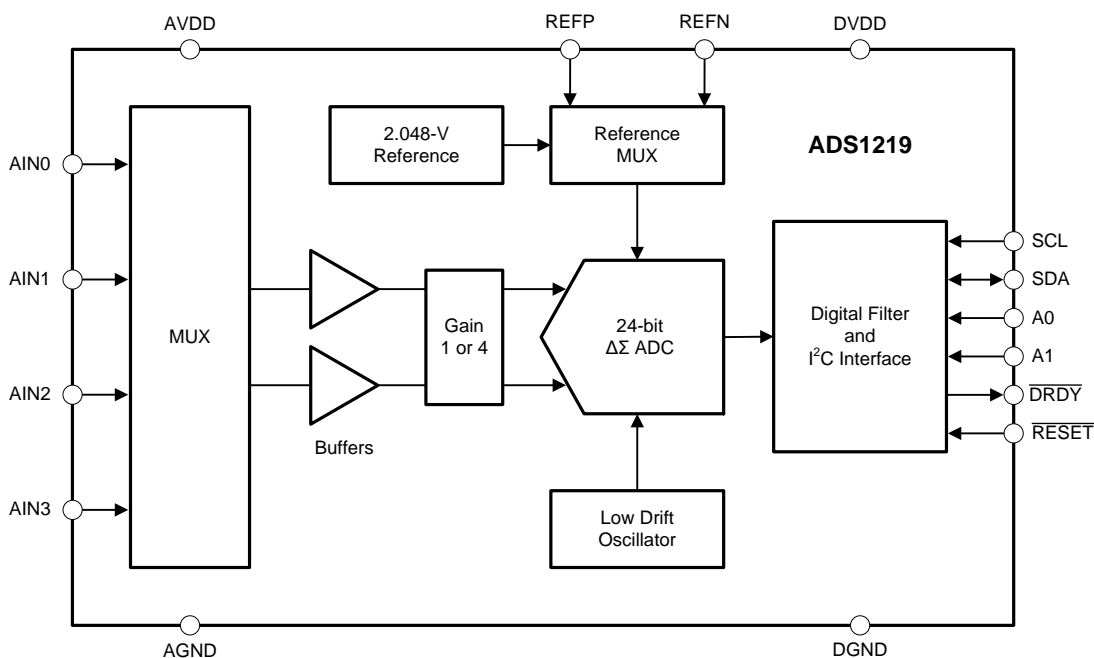 AVDD
REFP
REFN
DVDD
2.048-V
Reference
Reference
MUX
ADS1219
AIN0
AIN1
AIN2
AIN3
MUX
Buffers
Gain
1 or 4
24-bit
ΔΣ ADC
Low Drift
Oscillator
Digital Filter
and
I²C Interface
SCL
SDA
A0
A1
DRDY
RESET
AGND
DGND